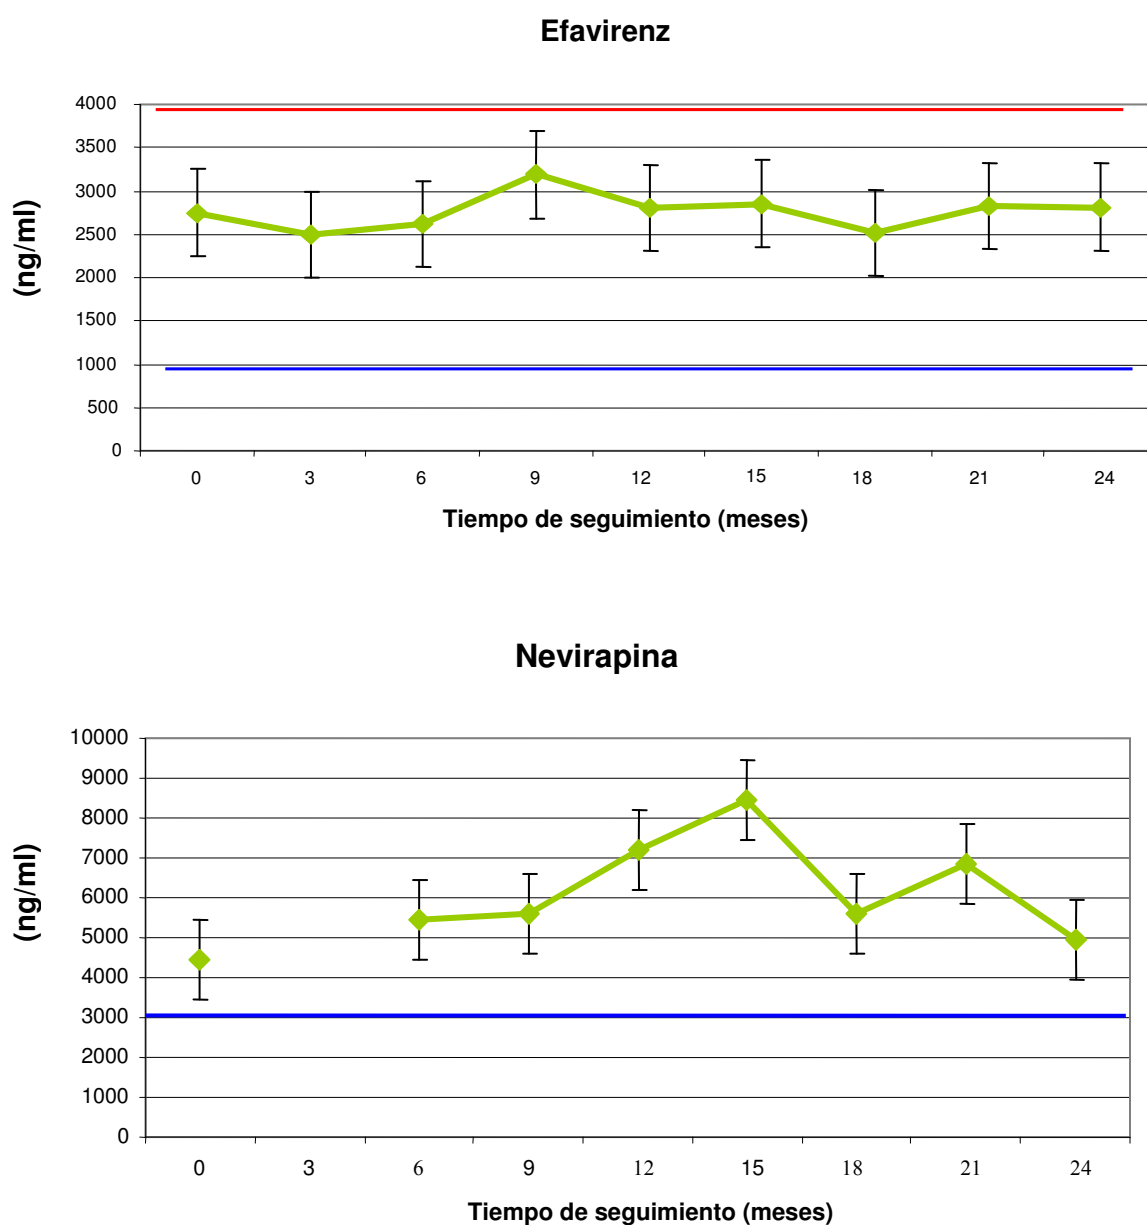 Efavirenz
4000
3500
3000
2500
2000
1500
1000
500
0
(ng/ml)
0 3 6 9 12 15 18 21 24
Tiempo de seguimiento (meses)
Nevirapina
10000
9000
8000
7000
6000
5000
4000
3000
2000
1000
0
(ng/ml)
0 3 6 9 12 15 18 21 24
Tiempo de seguimiento (meses)